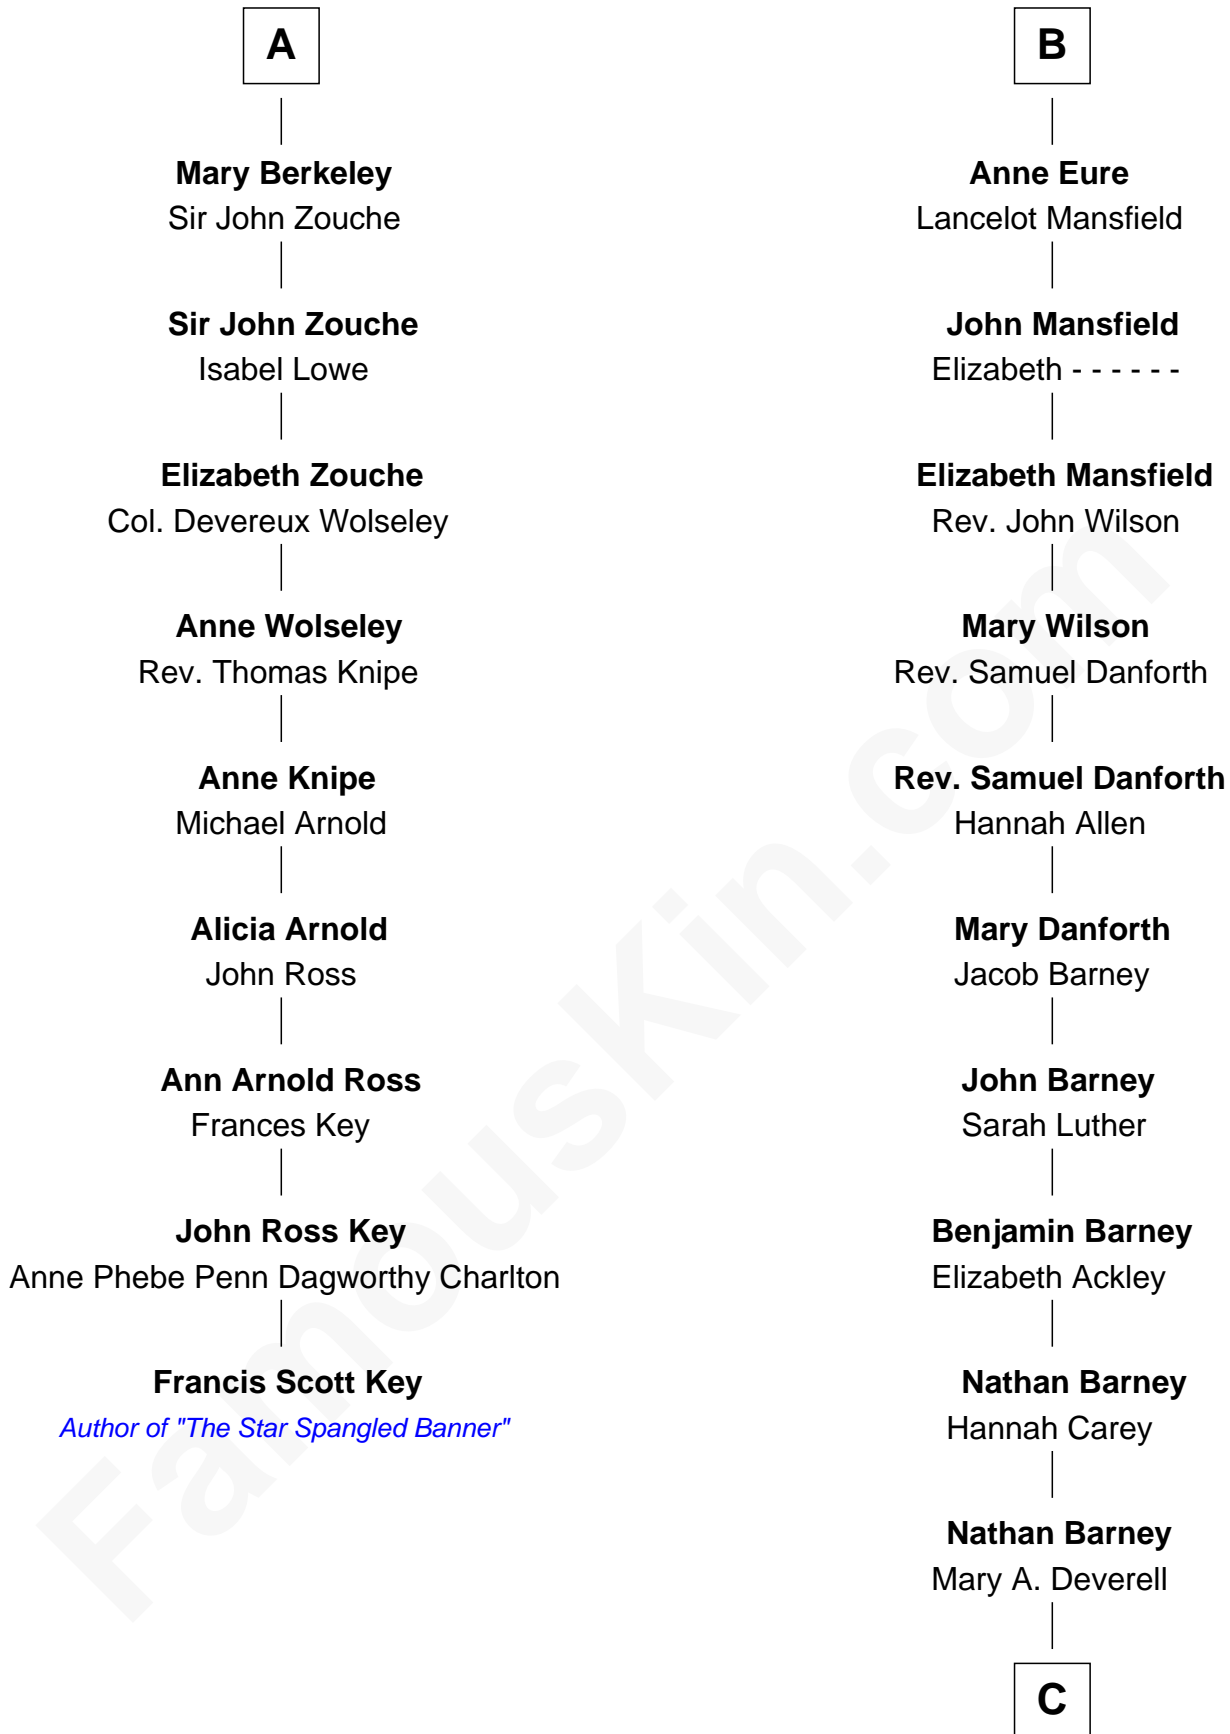 A
Mary Berkeley
Sir John Zouche
Sir John Zouche
Isabel Lowe
Elizabeth Zouche
Col. Devereux Wolseley
Anne Wolseley
Rev. Thomas Knipe
Anne Knipe
Michael Arnold
Alicia Arnold
John Ross
Ann Arnold Ross
Frances Key
John Ross Key
Anne Phebe Penn Dagworthy Charlton
Francis Scott Key
Author of "The Star Spangled Banner"
B
Anne Eure
Lancelot Mansfield
John Mansfield
Elizabeth - - - - - -
Elizabeth Mansfield
Rev. John Wilson
Mary Wilson
Rev. Samuel Danforth
Rev. Samuel Danforth
Hannah Allen
Mary Danforth
Jacob Barney
John Barney
Sarah Luther
Benjamin Barney
Elizabeth Ackley
Nathan Barney
Hannah Carey
Nathan Barney
Mary A. Deverell
C
FamousKin.com